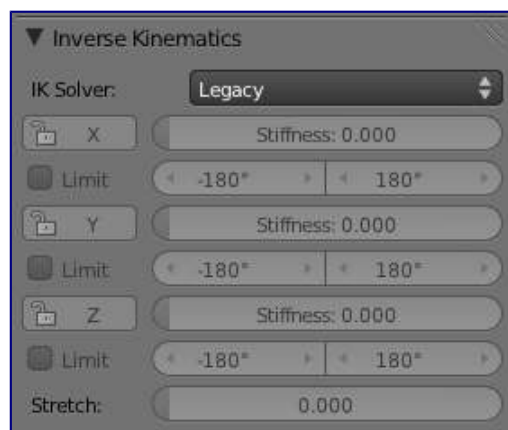 Inverse Kinematics
IK Solver: Legacy
X Stiffness: 0.000
Limit -180° 180°
Y Stiffness: 0.000
Limit -180° 180°
Z Stiffness: 0.000
Limit -180° 180°
Stretch: 0.000